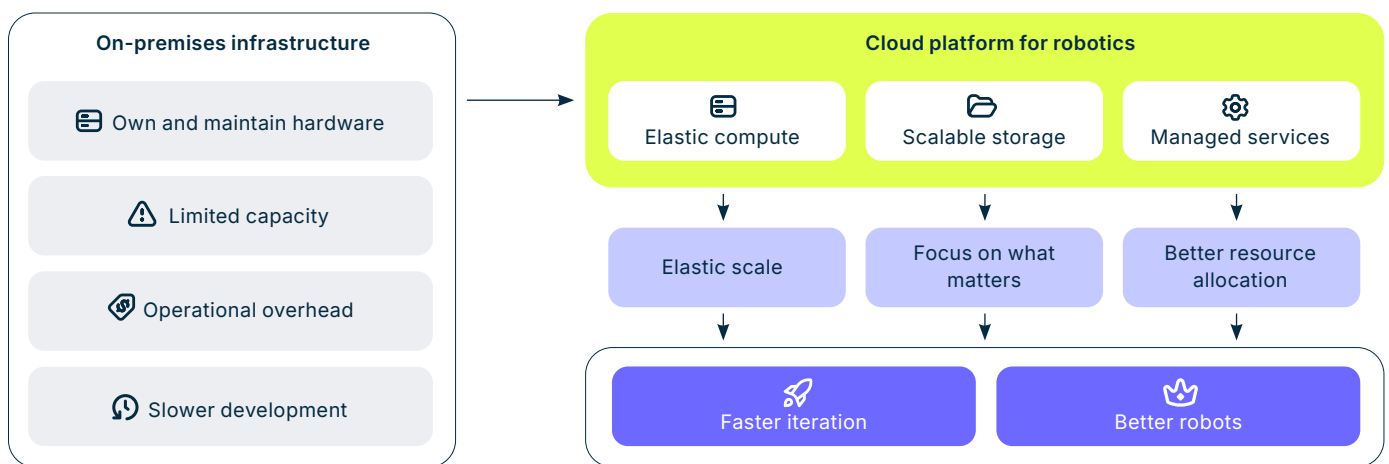 On-premises infrastructure
Own and maintain hardware
Limited capacity
Operational overhead
Slower development
Cloud platform for robotics
Elastic compute
Scalable storage
Managed services
Elastic scale
Focus on what
matters
Better resource
allocation
Faster iteration
Better robots